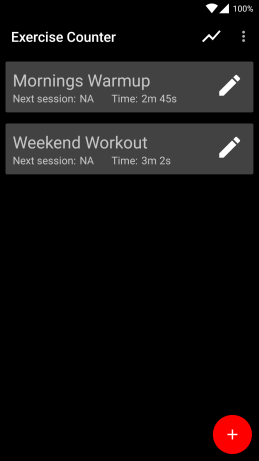 100%
Exercise Counter
Mornings Warmup
Next session: NA Time: 2m 45s
Weekend Workout
Next session: NA Time: 3m 2s